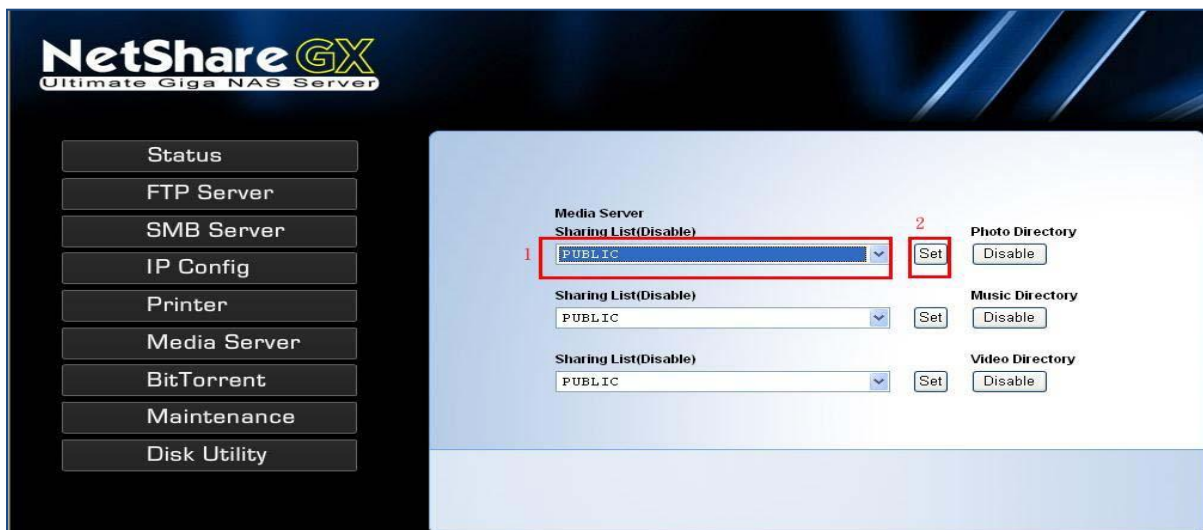 NetShare GX
Ultimate Giga NAS Server
Status
FTP Server
SMB Server
IP Config
Printer
Media Server
BitTorrent
Maintenance
Disk Utility
Media Server
Sharing List(Disable) 2 Photo Directory
1 PUBLIC Set Disable
Sharing List(Disable) Music Directory
PUBLIC Set Disable
Sharing List(Disable) Video Directory
PUBLIC Set Disable